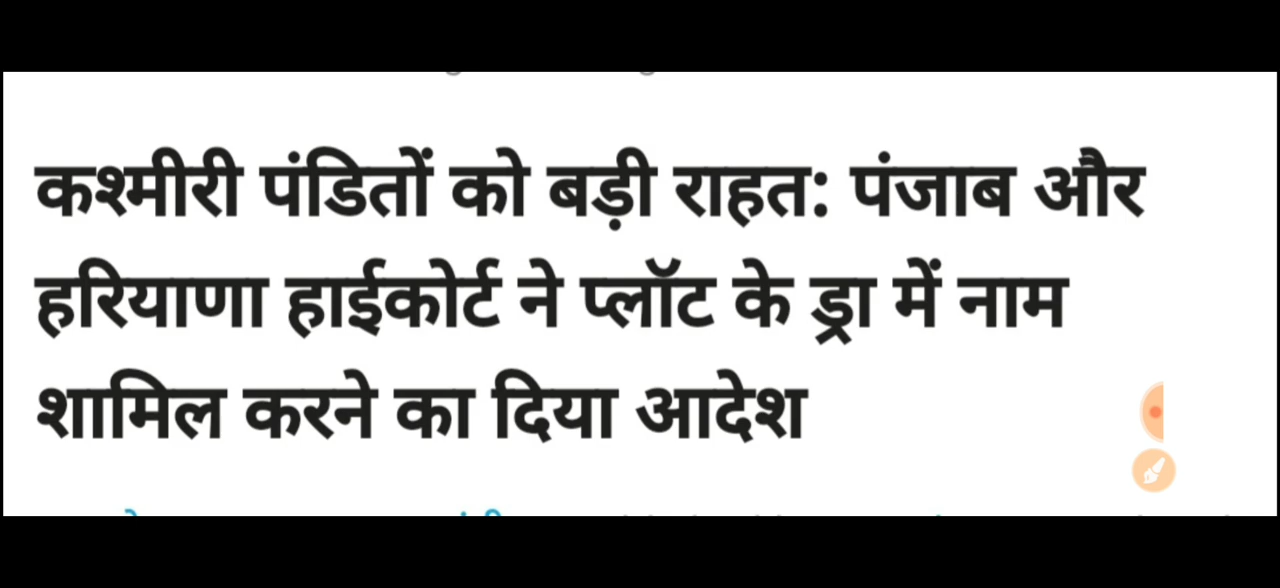 कश्मीरी पंडितों को बड़ी राहत: पंजाब और
हरियाणा हाईकोर्ट ने प्लॉट के ड्रा में नाम
शामिल करने का दिया आदेश